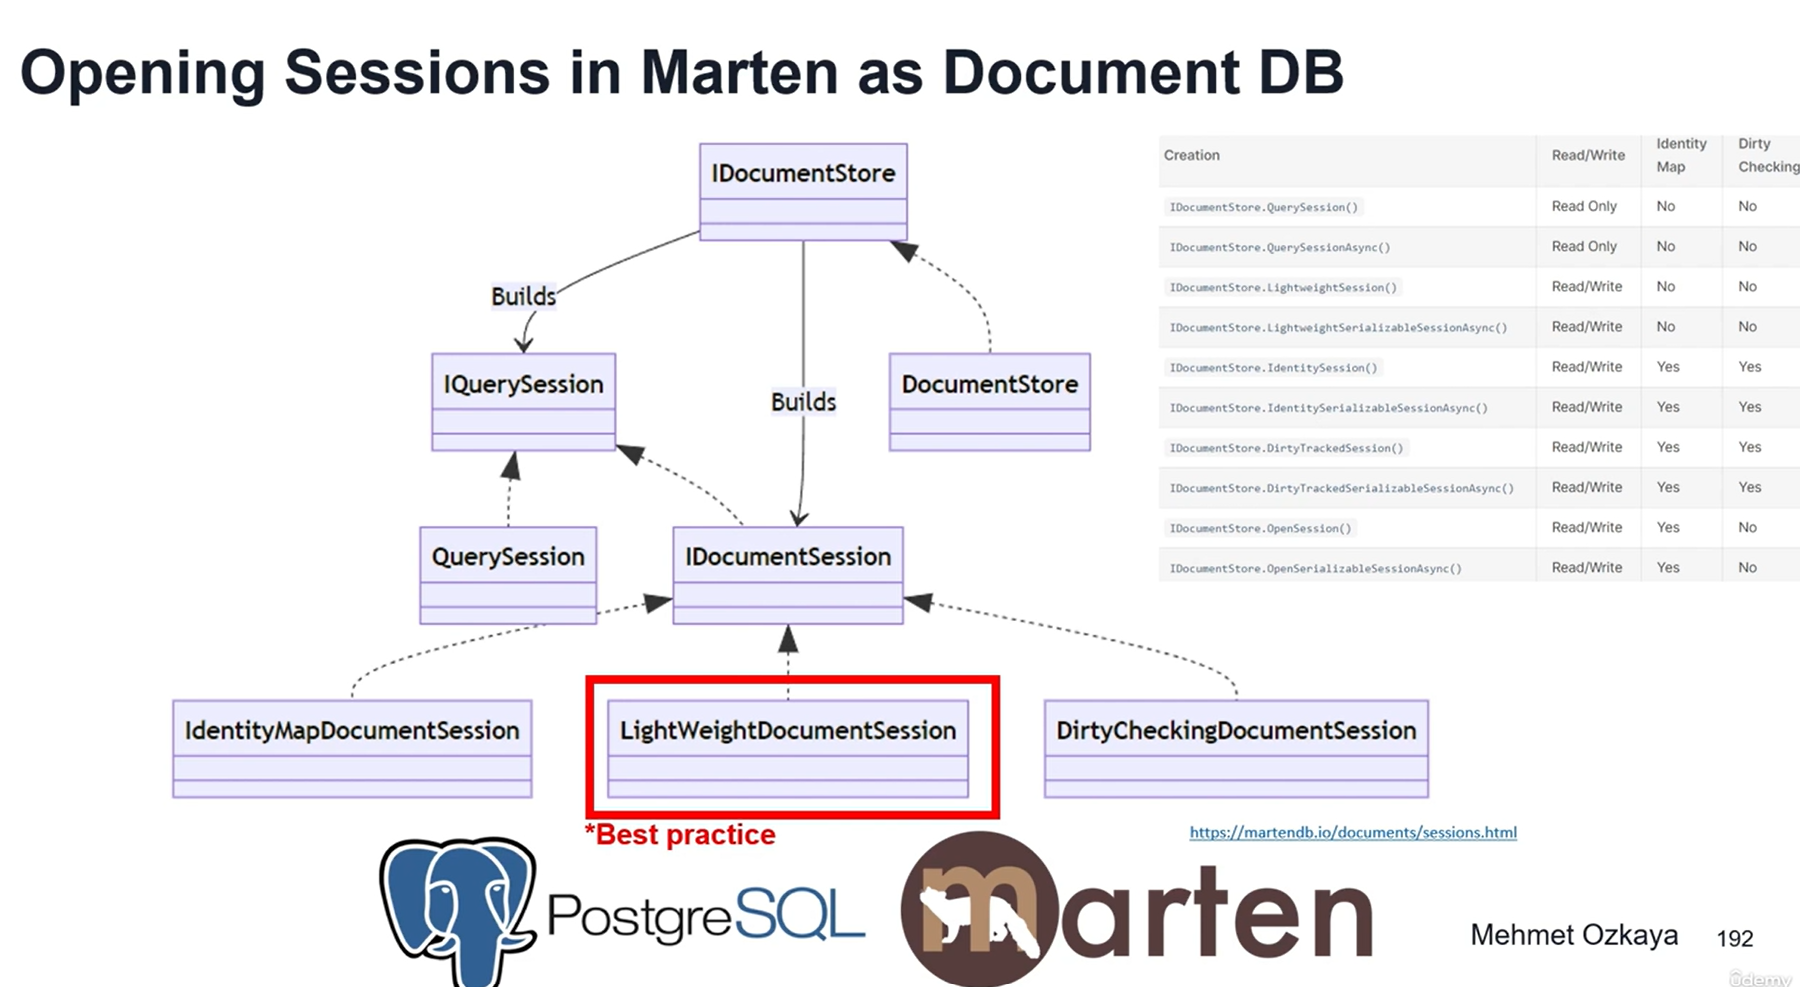 Opening Sessions in Marten as Document DB
IDocumentStore
Builds
IQuerySession
Builds
DocumentStore
QuerySession
IDocumentSession
IdentityMapDocumentSession
LightWeightDocumentSession
DirtyCheckingDocumentSession
*Best practice
Creation Read/Write Identity Map Dirty Checking
IDocumentStore.QuerySession() Read Only No No
IDocumentStore.QuerySessionAsync() Read Only No No
IDocumentStore.LightweightSession() Read/Write No No
IDocumentStore.LightweightSerializableSessionAsync() Read/Write No No
IDocumentStore.IdentitySession() Read/Write Yes Yes
IDocumentStore.IdentitySerializableSessionAsync() Read/Write Yes Yes
IDocumentStore.DirtyTrackedSession() Read/Write Yes Yes
IDocumentStore.DirtyTrackedSerializableSessionAsync() Read/Write Yes Yes
IDocumentStore.OpenSession() Read/Write Yes No
IDocumentStore.OpenSerializableSessionAsync() Read/Write Yes No
https://martendb.io/documents/sessions.html
PostgreSQL
marten
Mehmet Ozkaya 192
ûdemy